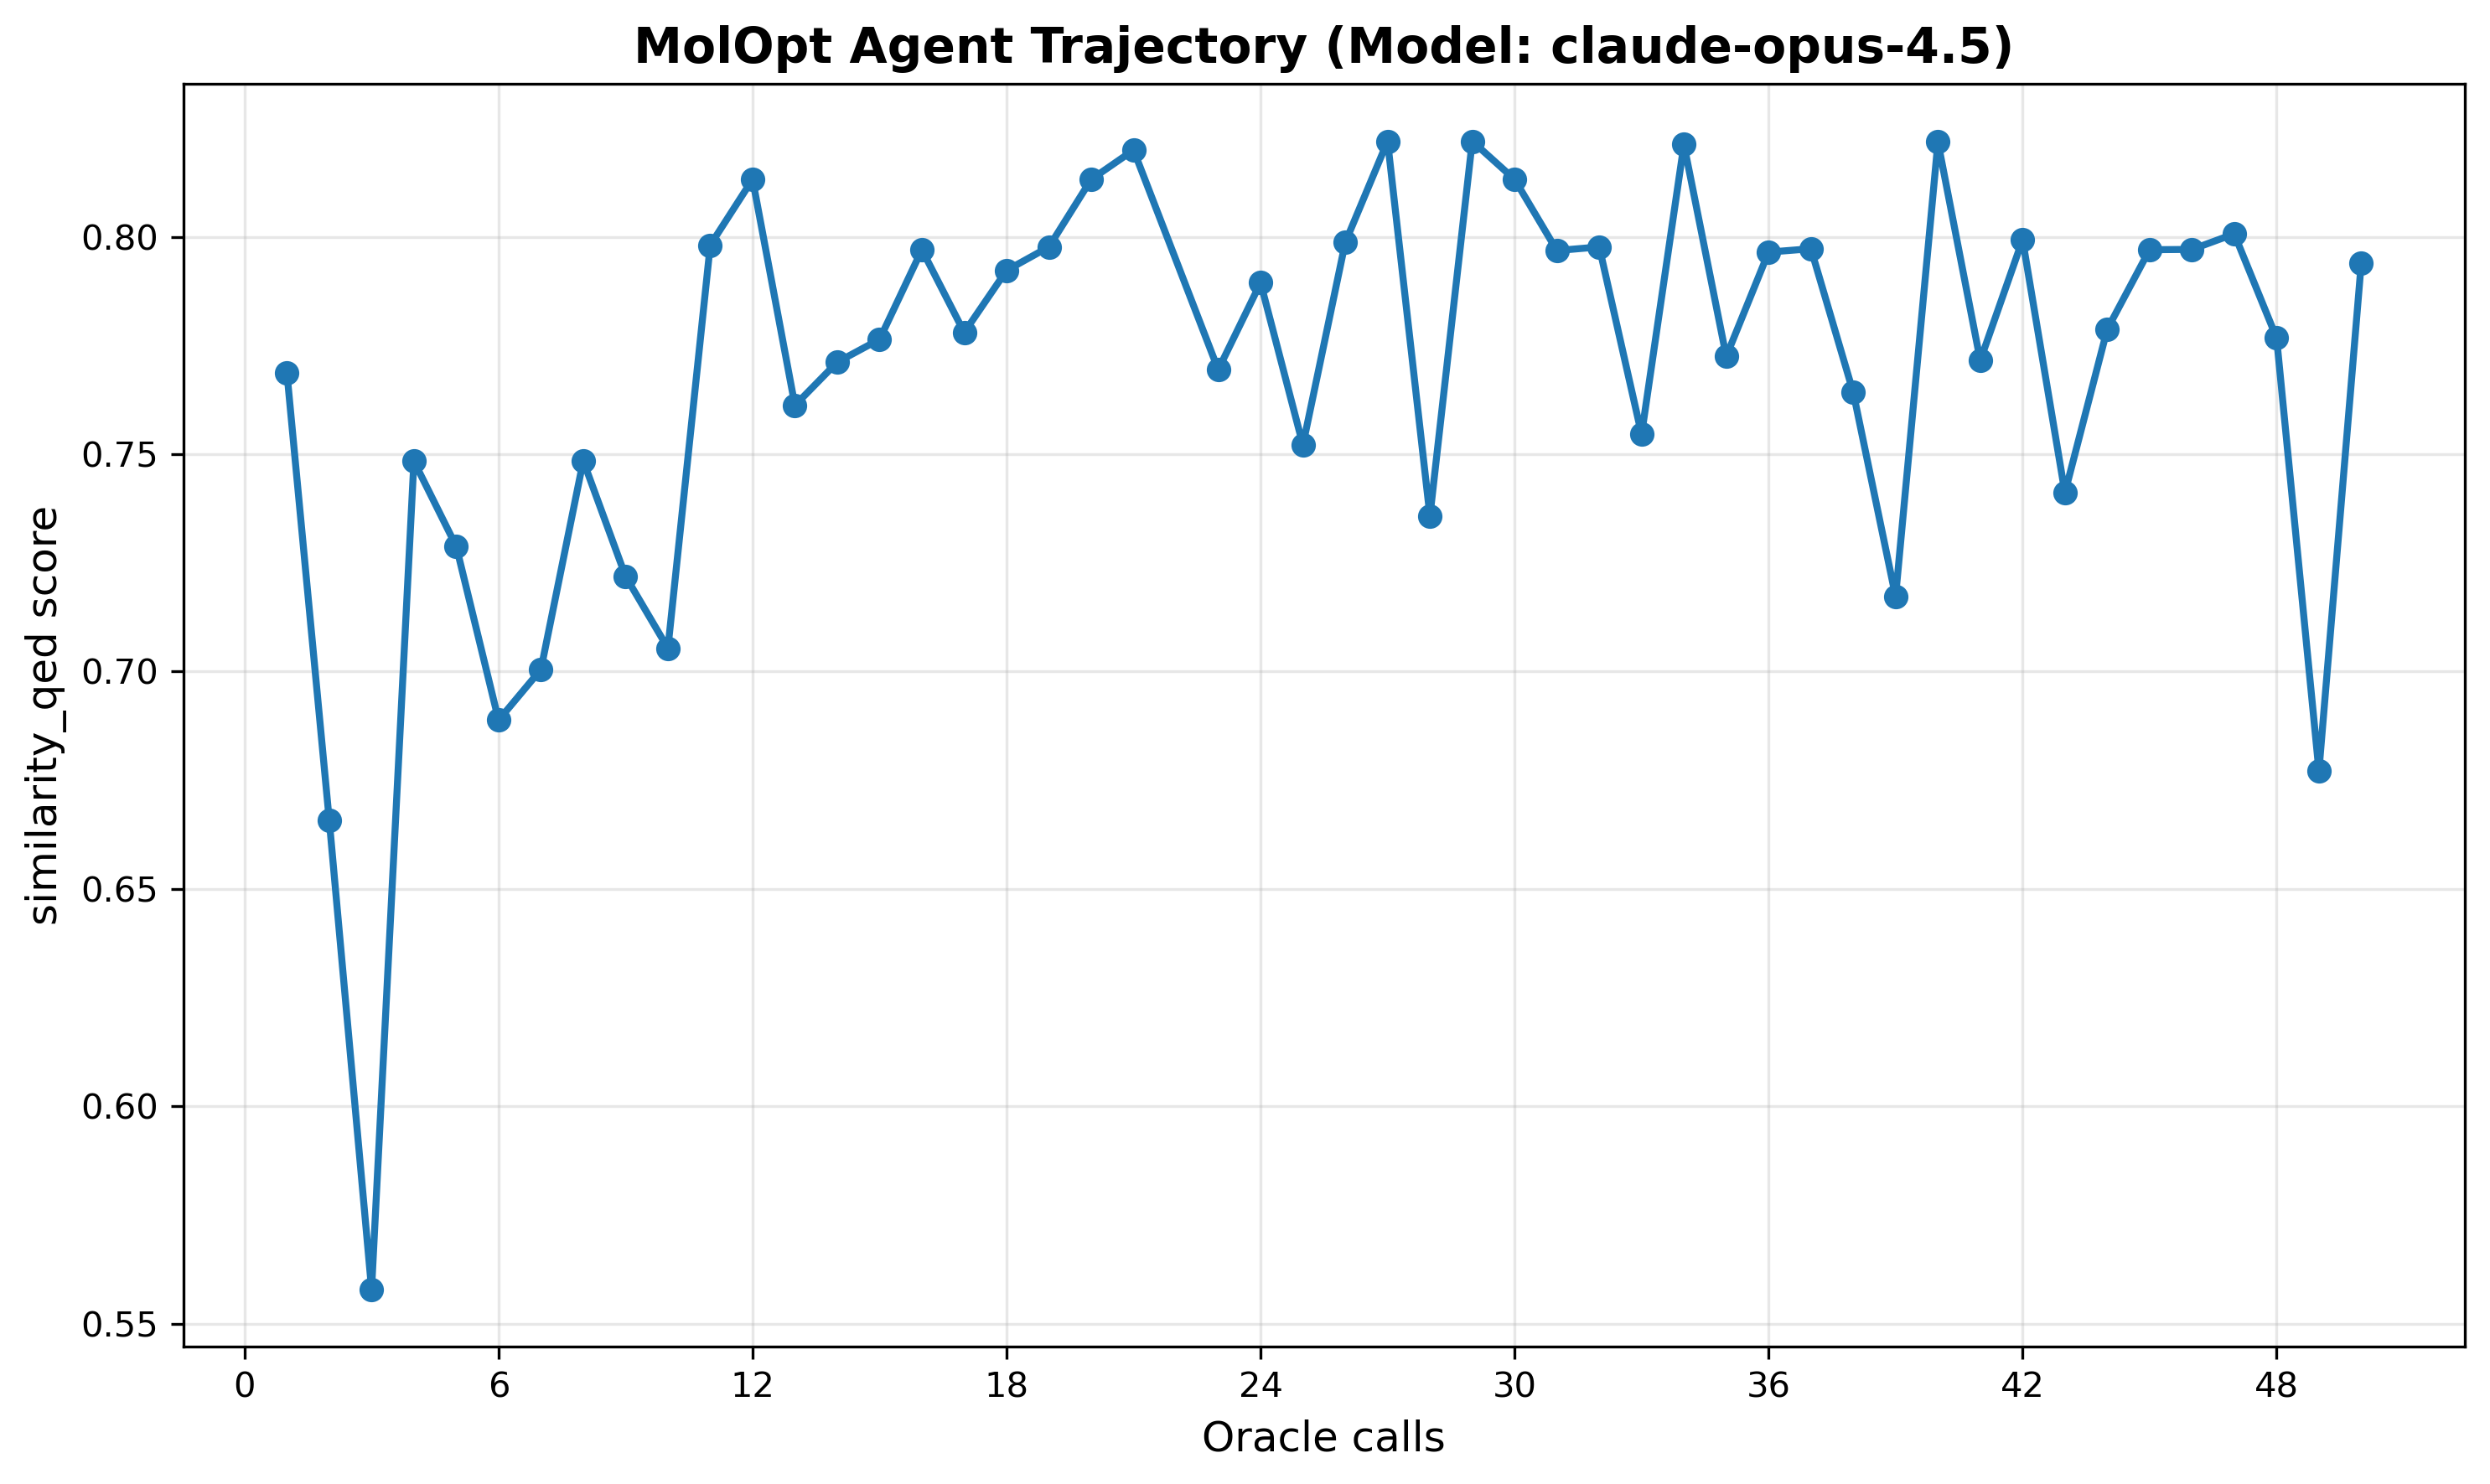 MolOpt Agent Trajectory (Model: claude-opus-4.5)
similarity_qed score
0.80
0.75
0.70
0.65
0.60
0.55
0 6 12 18 24 30 36 42 48
Oracle calls